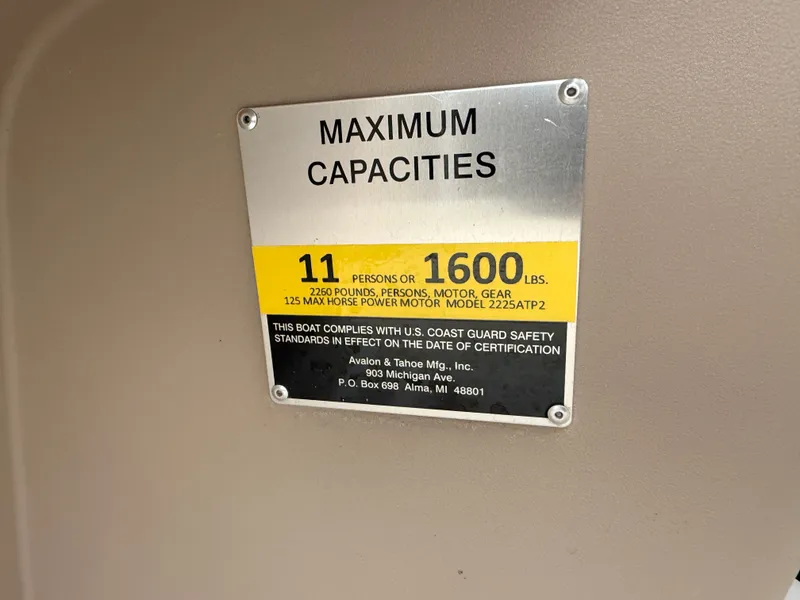 MAXIMUM
CAPACITIES
11 PERSONS OR 1600 LBS.
2260 POUNDS, PERSONS, MOTOR, GEAR
125 MAX HORSE POWER MOTOR MODEL 2225ATP2
THIS BOAT COMPLIES WITH U.S. COAST GUARD SAFETY
STANDARDS IN EFFECT ON THE DATE OF CERTIFICATION
Avalon & Tahoe Mfg., Inc.
903 Michigan Ave.
P.O. Box 698 Alma, MI 48801